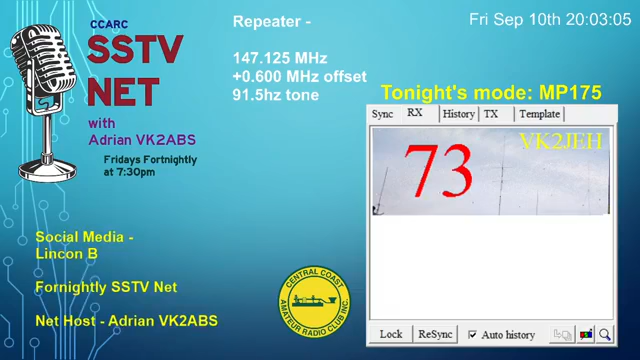 CCARC
SSTV
NET
with
Adrian VK2ABS
Fridays Fortnightly
at 7:30pm
Repeater -
147.125 MHz
+0.600 MHz offset
91.5hz tone
Fri Sep 10th 20:03:05
Tonight's mode: MP175
Sync RX History TX Template
VK2JEH
73
Lock ReSync Auto history
Social Media -
Lincon B
Fornightly SSTV Net
Net Host - Adrian VK2ABS
CENTRAL COAST
AMATEUR RADIO CLUB INC.